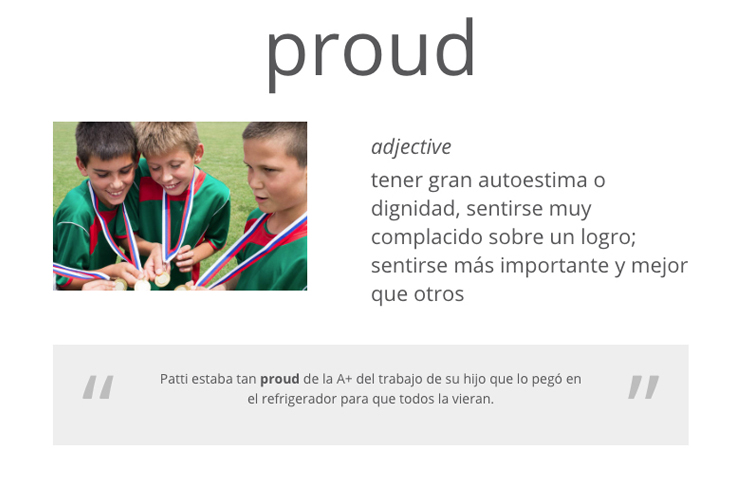 proud
adjective
tener gran autoestima o
dignidad, sentirse muy
complacido sobre un logro;
sentirse más importante y mejor
que otros
“ Patti estaba tan proud de la A+ del trabajo de su hijo que lo pegó en ”
el refrigerador para que todos la vieran.